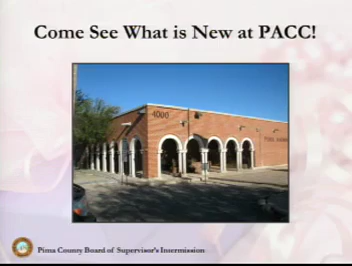 Come See What is New at PACC!
4000
Pima County Board of Supervisor's Intermission